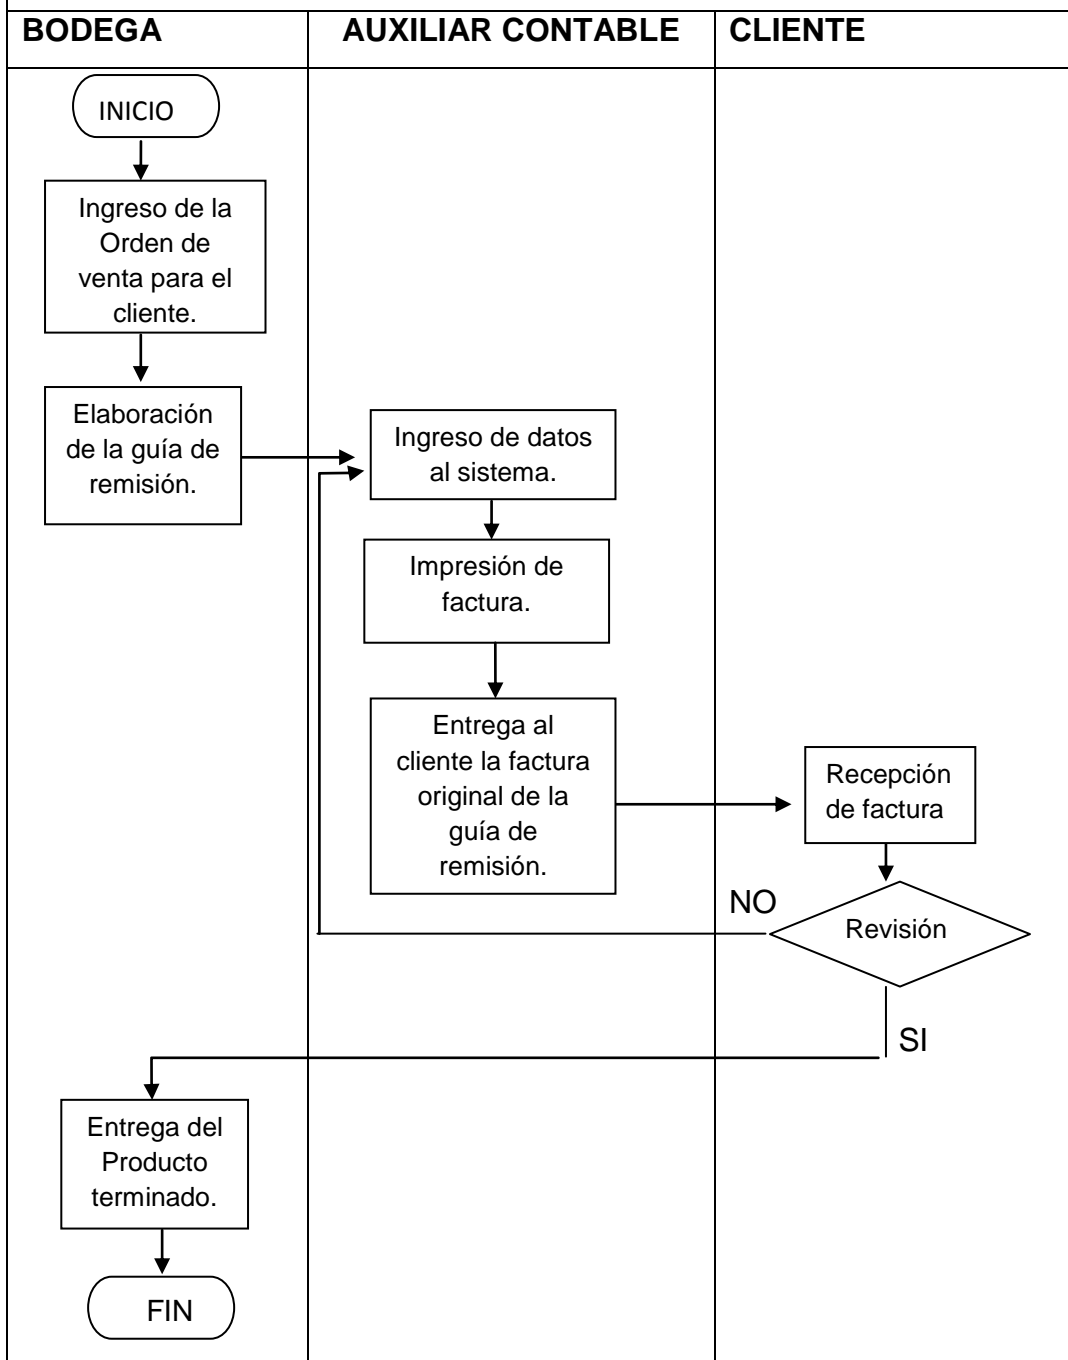 BODEGA
AUXILIAR CONTABLE
CLIENTE
INICIO
Ingreso de la
Orden de
venta para el
cliente.
Elaboración
de la guía de
remisión.
Ingreso de datos
al sistema.
Impresión de
factura.
Entrega al
cliente la factura
original de la
guía de
remisión.
Recepción
de factura
NO
Revisión
SI
Entrega del
Producto
terminado.
FIN